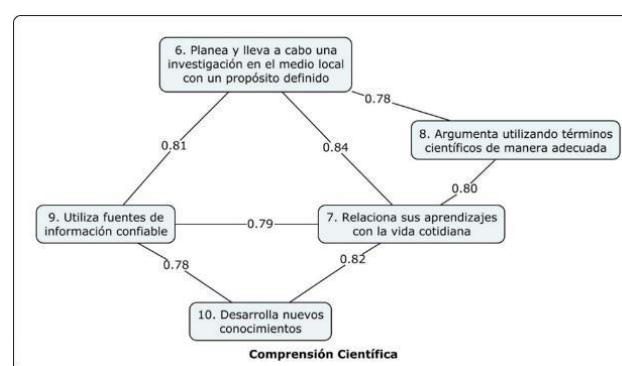 6. Planea y lleva a cabo una
investigación en el medio local
con un propósito definido
0.78
8. Argumenta utilizando términos
científicos de manera adecuada
0.81
0.84
0.80
9. Utiliza fuentes de
información confiable
0.79
7. Relaciona sus aprendizajes
con la vida cotidiana
0.78
0.82
10. Desarrolla nuevos
conocimientos
Comprensión Científica